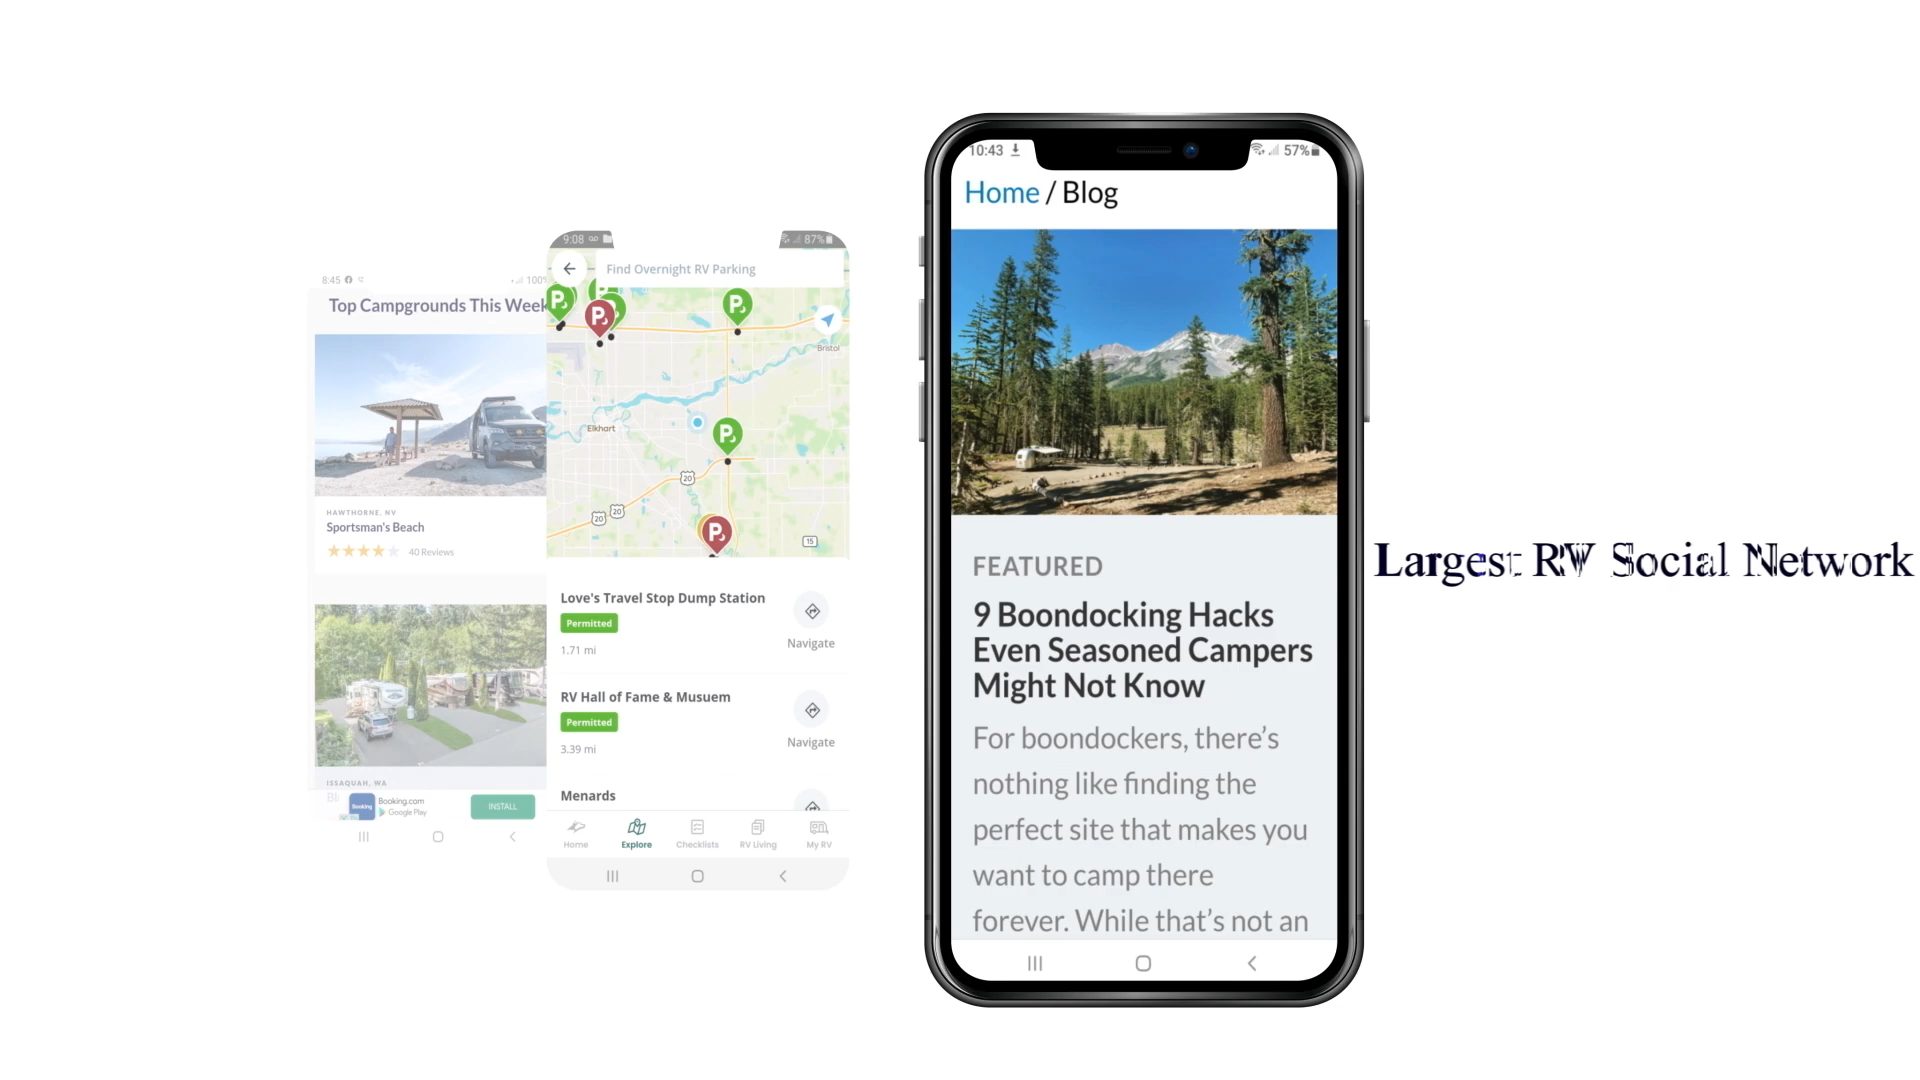 8:45
100%
Top Campgrounds This Week
HAWTHORNE, NV
Sportsman's Beach
40 Reviews
ISSAQUAH, WA
Booking
Booking.com
Google Play
INSTALL
9:08
87%
Find Overnight RV Parking
Bristol
Elkhart
20
20
20
15
Love's Travel Stop Dump Station
Permitted
1.71 mi
Navigate
RV Hall of Fame & Musuem
Permitted
3.39 mi
Navigate
Menards
Home
Explore
Checklists
RV Living
My RV
10:43
57%
Home / Blog
FEATURED
9 Boondocking Hacks
Even Seasoned Campers
Might Not Know
For boondockers, there’s
nothing like finding the
perfect site that makes you
want to camp there
forever. While that’s not an
Largest RV Social Network